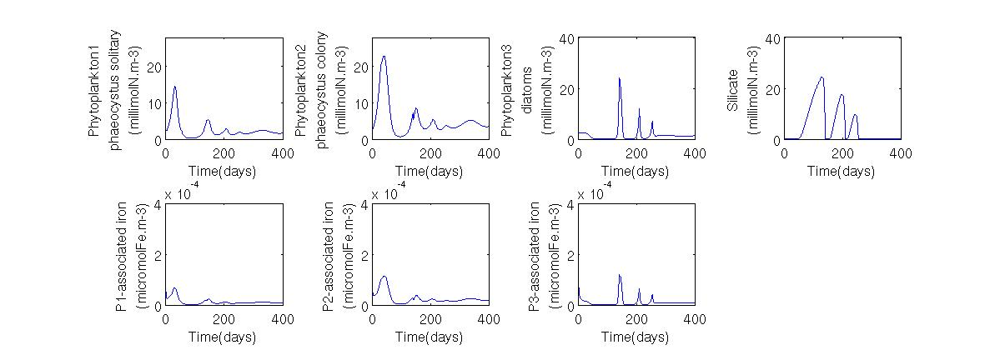 Phytoplankton1
phaeocystus solitary
(millimolN.m-3)
20
10
0
0 200 400
Time(days)
Phytoplankton2
phaeocystus colony
(millimolN.m-3)
20
10
0
0 200 400
Time(days)
Phytoplankton3
diatoms
(millimolN.m-3)
40
20
0
0 200 400
Time(days)
Silicate
(millimolN.m-3)
40
20
0
0 200 400
Time(days)
P1-associated iron
(micromolFe.m-3)
x 10-4
4
2
0
0 200 400
Time(days)
P2-associated iron
(micromolFe.m-3)
x 10-4
4
2
0
0 200 400
Time(days)
P3-associated iron
(micromolFe.m-3)
x 10-4
4
2
0
0 200 400
Time(days)